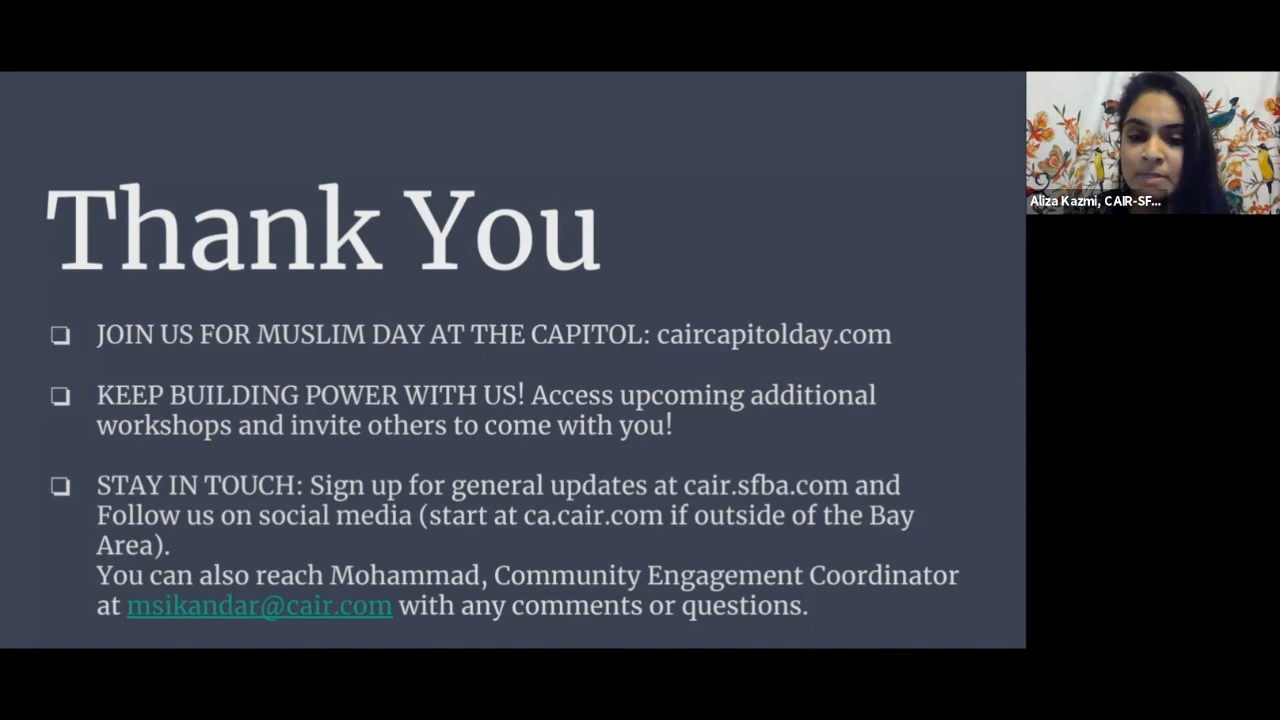 Thank You
❏ JOIN US FOR MUSLIM DAY AT THE CAPITOL: caircapitolday.com
❏ KEEP BUILDING POWER WITH US! Access upcoming additional
workshops and invite others to come with you!
❏ STAY IN TOUCH: Sign up for general updates at cair.sfba.com and
Follow us on social media (start at ca.cair.com if outside of the Bay
Area).
You can also reach Mohammad, Community Engagement Coordinator
at msikandar@cair.com with any comments or questions.
Aliza Kazmi, CAIR-SF...